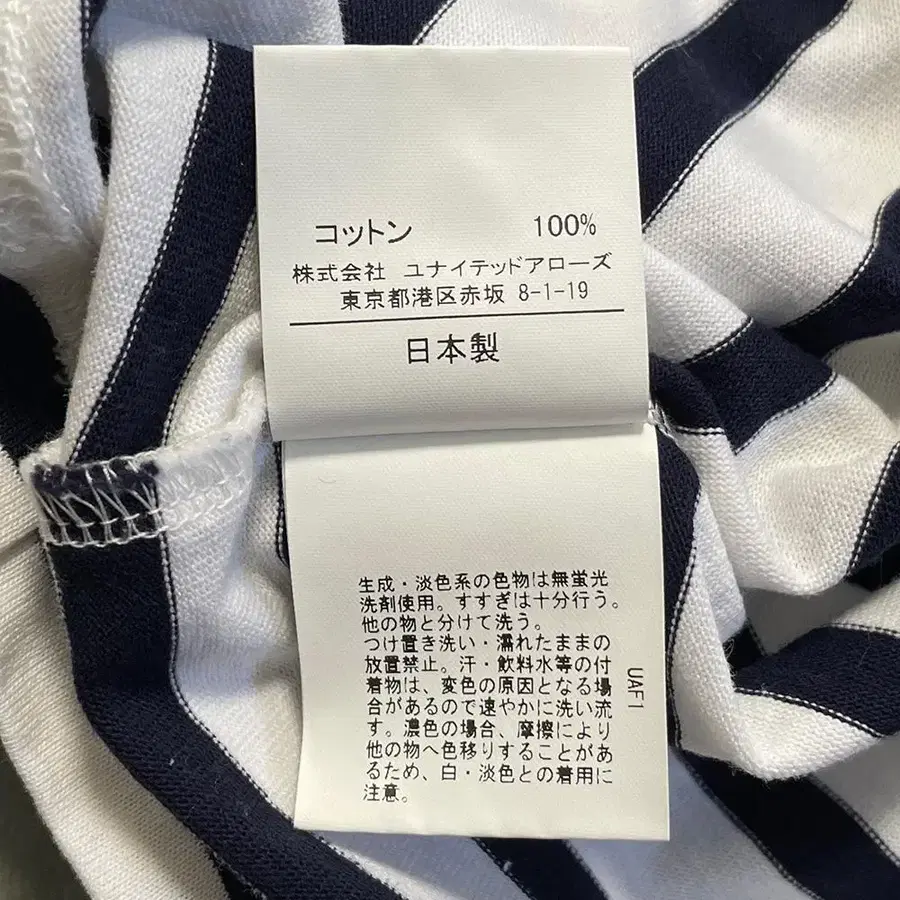 コットン 100%
株式会社 ユナイテッドアローズ
東京都港区赤坂 8-1-19
日本製
生成・淡色系の色物は無蛍光
洗剤使用。すすぎは十分行う。
他の物と分けて洗う。
つけ置き洗い・濡れたままの
放置禁止。汗・飲料水等の付
着物は、変色の原因となる場
合があるので速やかに洗い流
す。濃色の場合、摩擦により
他の物へ色移りすることがあ
るため、白・淡色との着用に
注意。
UAF1